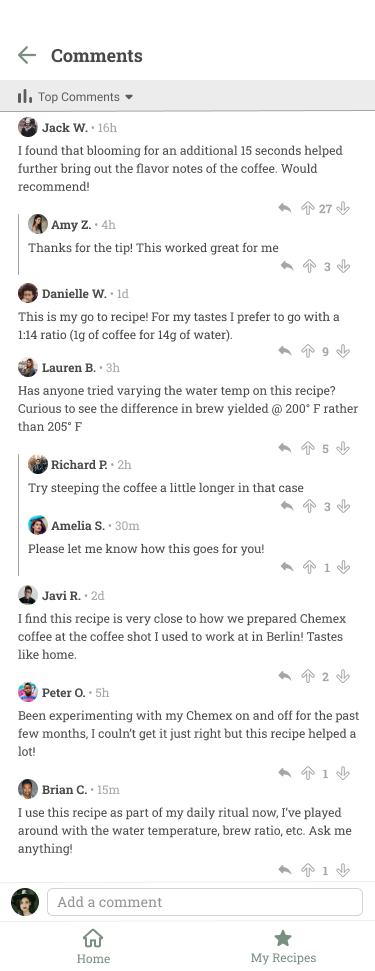 Comments
Top Comments
Jack W. • 16h
I found that blooming for an additional 15 seconds helped
further bring out the flavor notes of the coffee. Would
recommend!
27
Amy Z. • 4h
Thanks for the tip! This worked great for me
3
Danielle W. • 1d
This is my go to recipe! For my tastes I prefer to go with a
1:14 ratio (1g of coffee for 14g of water).
9
Lauren B. • 3h
Has anyone tried varying the water temp on this recipe?
Curious to see the difference in brew yielded @ 200° F rather
than 205° F
5
Richard P. • 2h
Try steeping the coffee a little longer in that case
3
Amelia S. • 30m
Please let me know how this goes for you!
1
Javi R. • 2d
I find this recipe is very close to how we prepared Chemex
coffee at the coffee shot I used to work at in Berlin! Tastes
like home.
2
Peter O. • 5h
Been experimenting with my Chemex on and off for the past
few months, I couln't get it just right but this recipe helped a
lot!
1
Brian C. • 15m
I use this recipe as part of my daily ritual now, I've played
around with the water temperature, brew ratio, etc. Ask me
anything!
1
Add a comment
Home
My Recipes